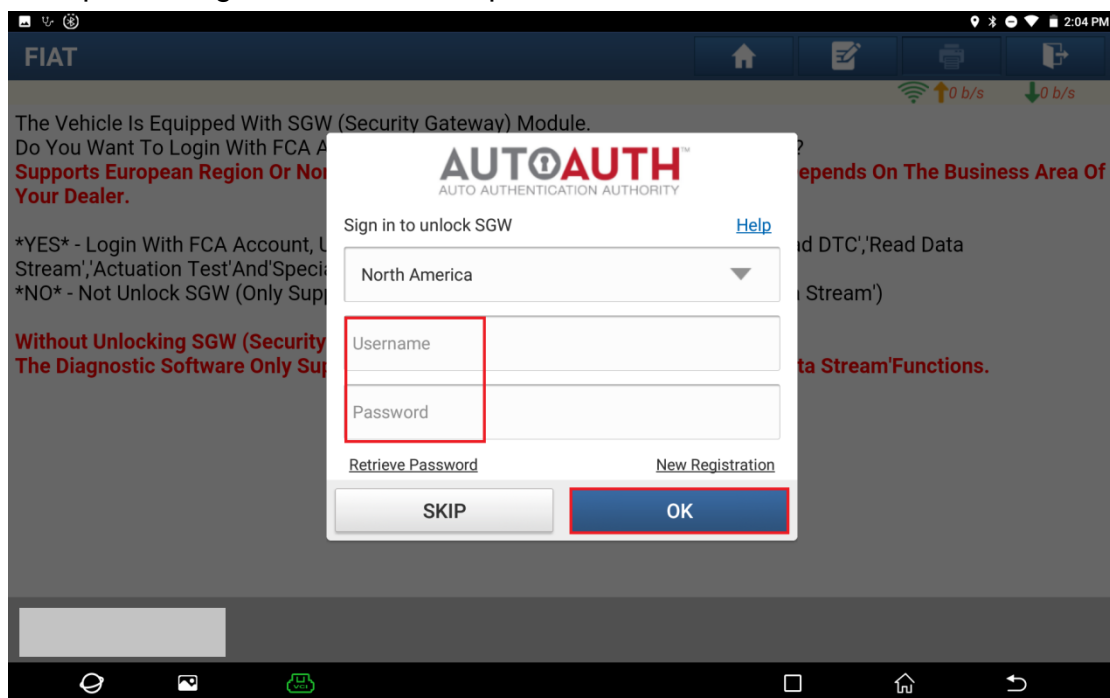 2:04 PM
FIAT
0 b/s 0 b/s
The Vehicle Is Equipped With SGW (Security Gateway) Module.
Do You Want To Login With FCA A ?
Supports European Region Or Nor epends On The Business Area Of
Your Dealer.
AUTOAUTH™
AUTO AUTHENTICATION AUTHORITY
Sign in to unlock SGW Help
*YES* - Login With FCA Account, U ad DTC','Read Data
Stream','Actuation Test'And'Specia
North America
*NO* - Not Unlock SGW (Only Supp Stream')
Without Unlocking SGW (Security
Username
The Diagnostic Software Only Sup ta Stream'Functions.
Password
Retrieve Password New Registration
SKIP OK
VCI